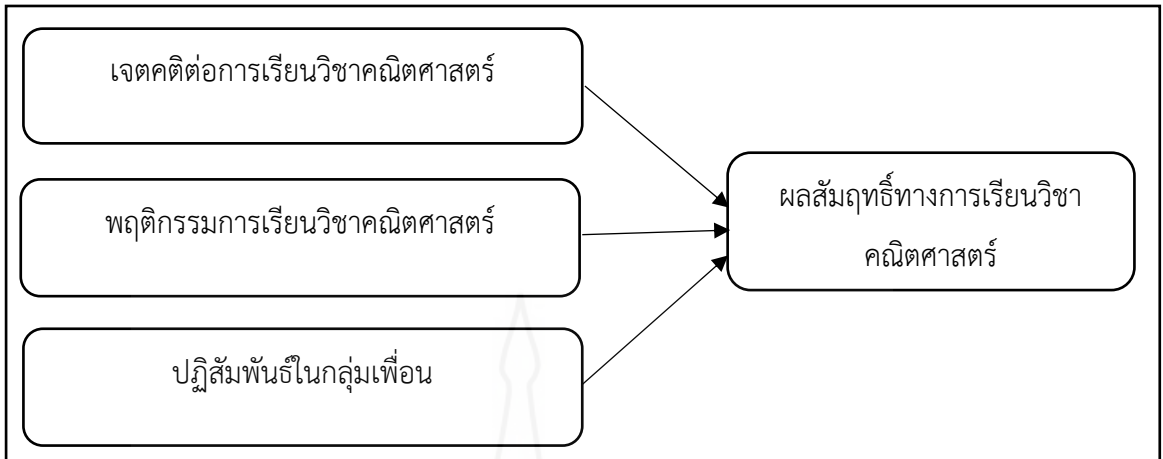 เจตคติต่อการเรียนวิชาคณิตศาสตร์
พฤติกรรมการเรียนวิชาคณิตศาสตร์
ปฏิสัมพันธ์ในกลุ่มเพื่อน
ผลสัมฤทธิ์ทางการเรียนวิชา
คณิตศาสตร์